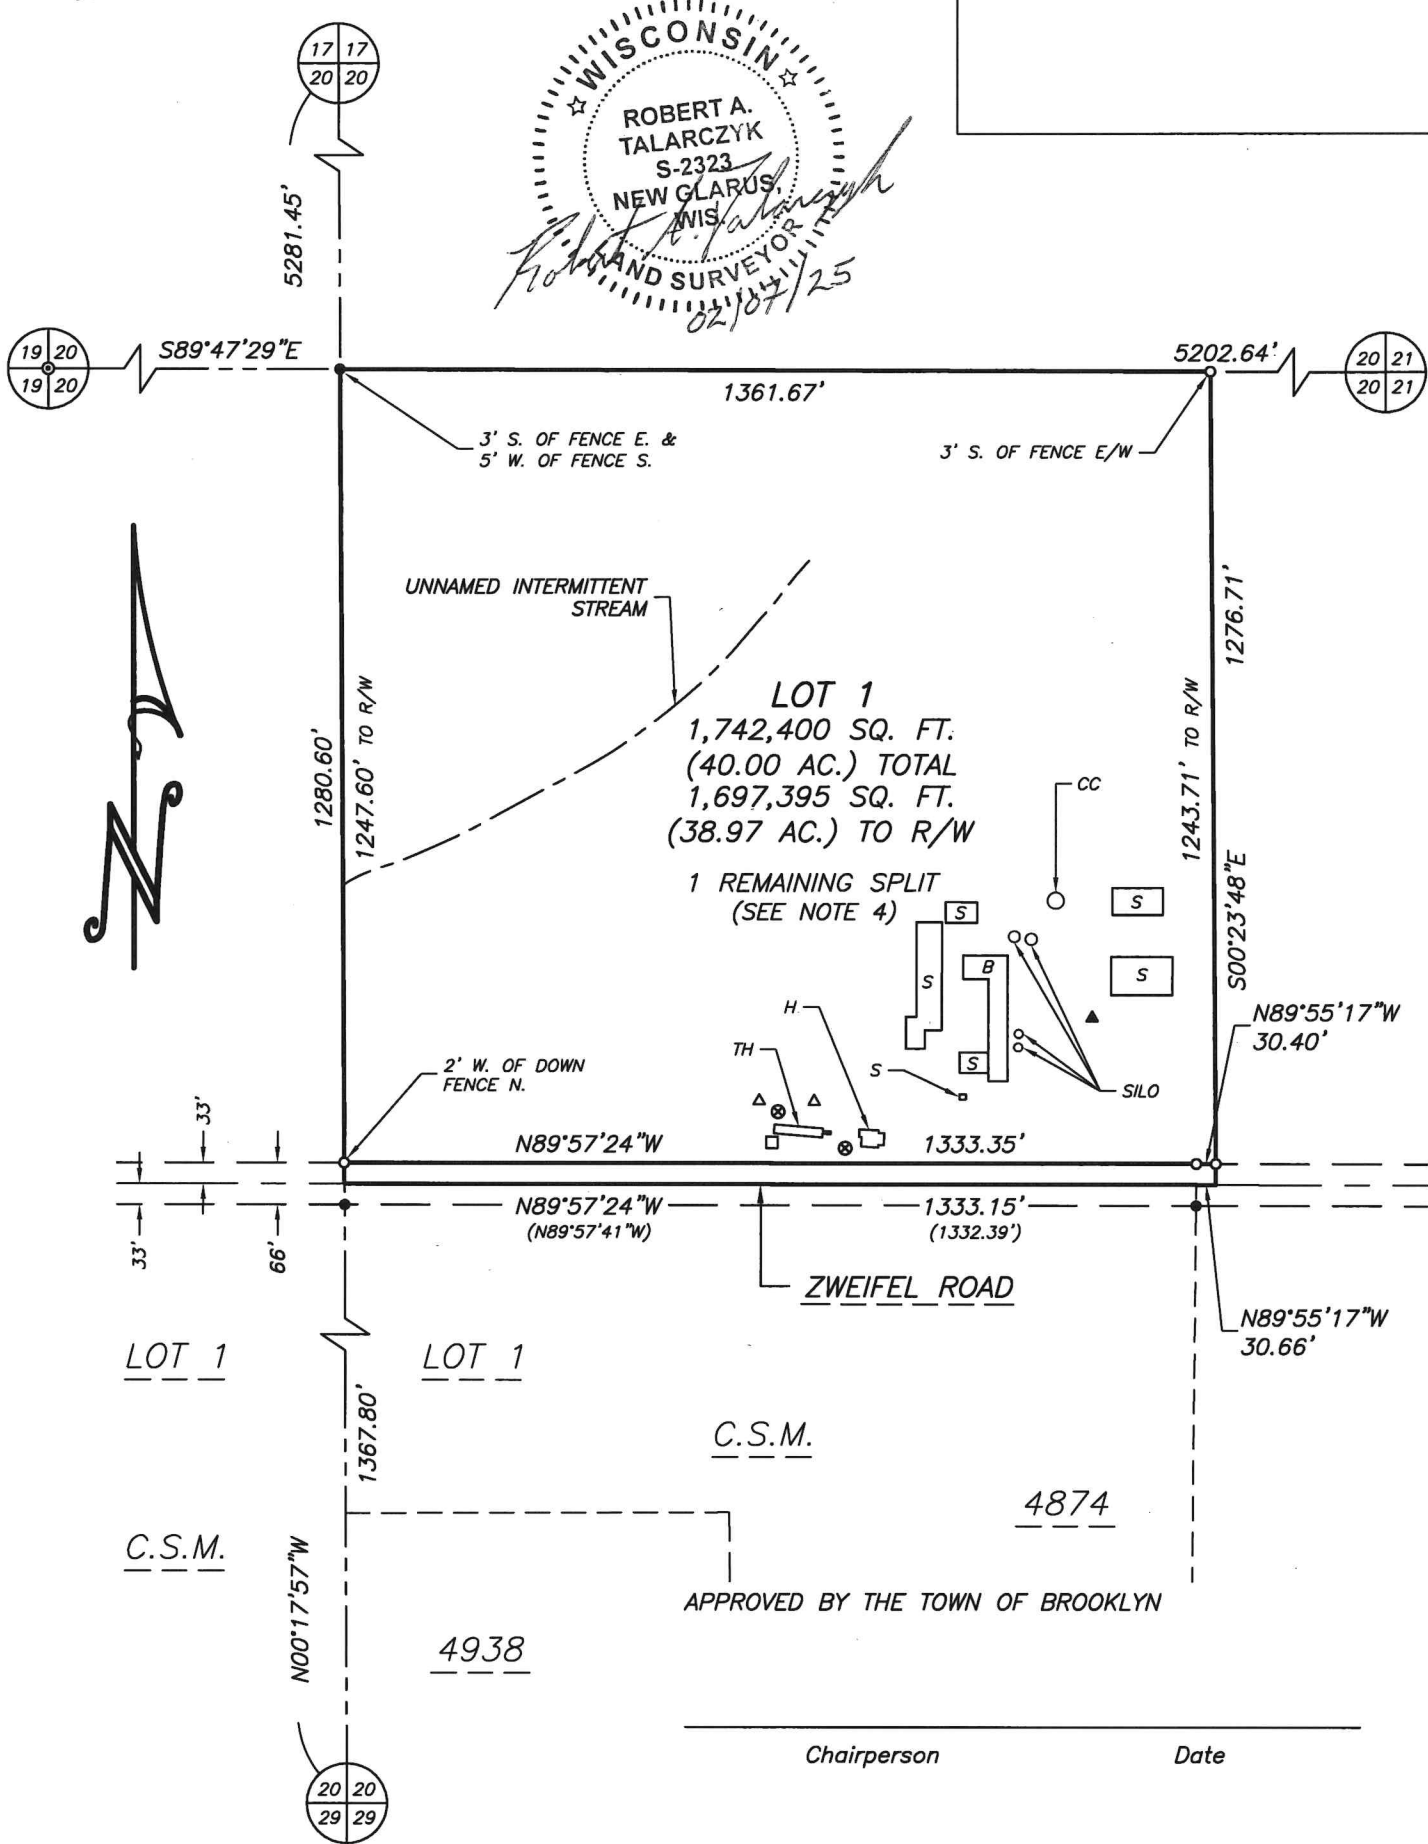 17 17
20 20
WISCONSIN
ROBERT A.
TALARCZYK
S-2323
NEW GLARUS,
WIS.
LAND SURVEYOR
Robert A. Talarczyk
02/07/25
5281.45'
19 20
19 20
S89°47'29"E
5202.64'
20 21
20 21
1361.67'
3' S. OF FENCE E. &
5' W. OF FENCE S.
3' S. OF FENCE E/W
UNNAMED INTERMITTENT
STREAM
1276.71'
1243.71' TO R/W
S00°23'48"E
LOT 1
1,742,400 SQ. FT.
(40.00 AC.) TOTAL
1,697,395 SQ. FT.
(38.97 AC.) TO R/W
1280.60'
1247.60' TO R/W
N
CC
1 REMAINING SPLIT
(SEE NOTE 4)
S
S
S
B
S
H
TH
S
S
SILO
N89°55'17"W
30.40'
2' W. OF DOWN
FENCE N.
33'
N89°57'24"W
1333.35'
N89°57'24"W
1333.15'
(N89°57'41"W)
(1332.39')
33'
66'
ZWEIFEL ROAD
N89°55'17"W
30.66'
LOT 1
LOT 1
1367.80'
C.S.M.
4874
C.S.M.
N00°17'57"W
APPROVED BY THE TOWN OF BROOKLYN
4938
Chairperson
Date
20 20
29 29